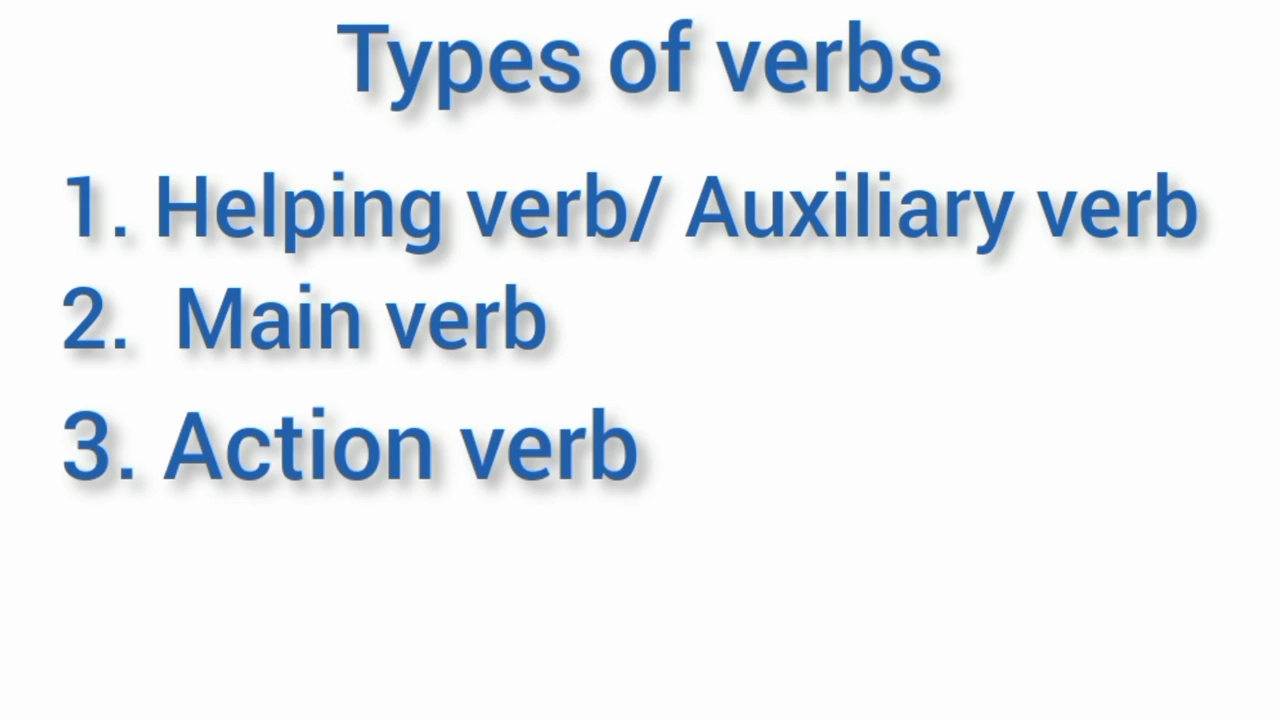 Types of verbs
1. Helping verb/ Auxiliary verb
2. Main verb
3. Action verb